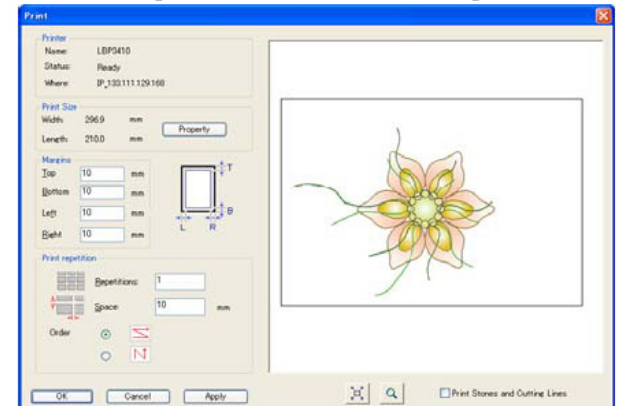 Print
Printer
Name: LBP3410
Status: Ready
Where: IP_133.111.129.168
Print Size
Width: 296.9 mm
Length: 210.0 mm
Property
Margins
Top 10 mm
Bottom 10 mm
Left 10 mm
Right 10 mm
T
B
L R
Print repetition
Repetitions 1
Space 10 mm
Order
OK Cancel Apply
Print Stones and Cutting Lines